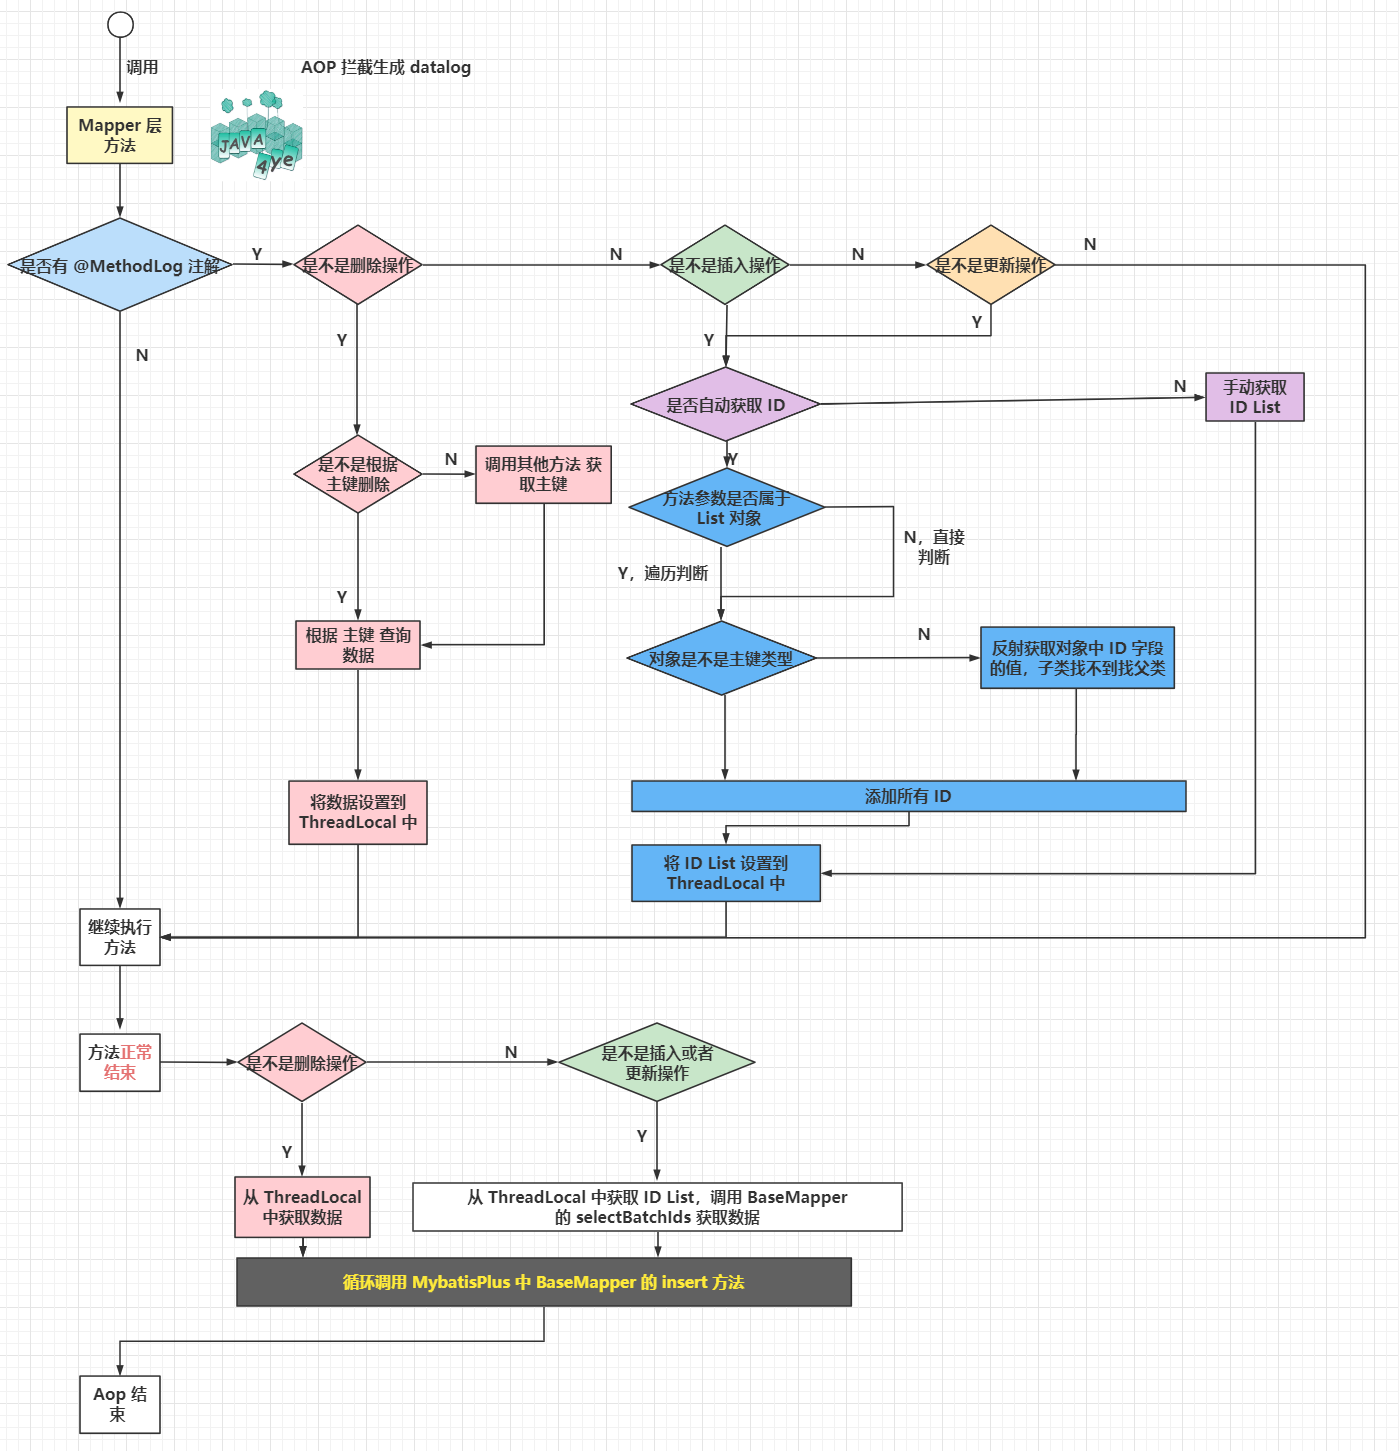 调用
AOP 拦截生成 datalog
Mapper 层
方法
JAVA
4ye
是否有 @MethodLog 注解
Y
是不是删除操作
N
是不是插入操作
N
是不是更新操作
N
Y
Y
Y
N
是否自动获取 ID
N
手动获取
ID List
是不是根据
主键删除
N
调用其他方法 获
取主键
Y
方法参数是否属于
List 对象
N，直接
判断
Y，遍历判断
Y
根据 主键 查询
数据
对象是不是主键类型
N
反射获取对象中 ID 字段
的值，子类找不到找父类
将数据设置到
ThreadLocal 中
添加所有 ID
将 ID List 设置到
ThreadLocal 中
继续执行
方法
方法正常
结束
是不是删除操作
N
是不是插入或者
更新操作
Y
Y
从 ThreadLocal
中获取数据
从 ThreadLocal 中获取 ID List，调用 BaseMapper
的 selectBatchIds 获取数据
循环调用 MybatisPlus 中 BaseMapper 的 insert 方法
Aop 结
束